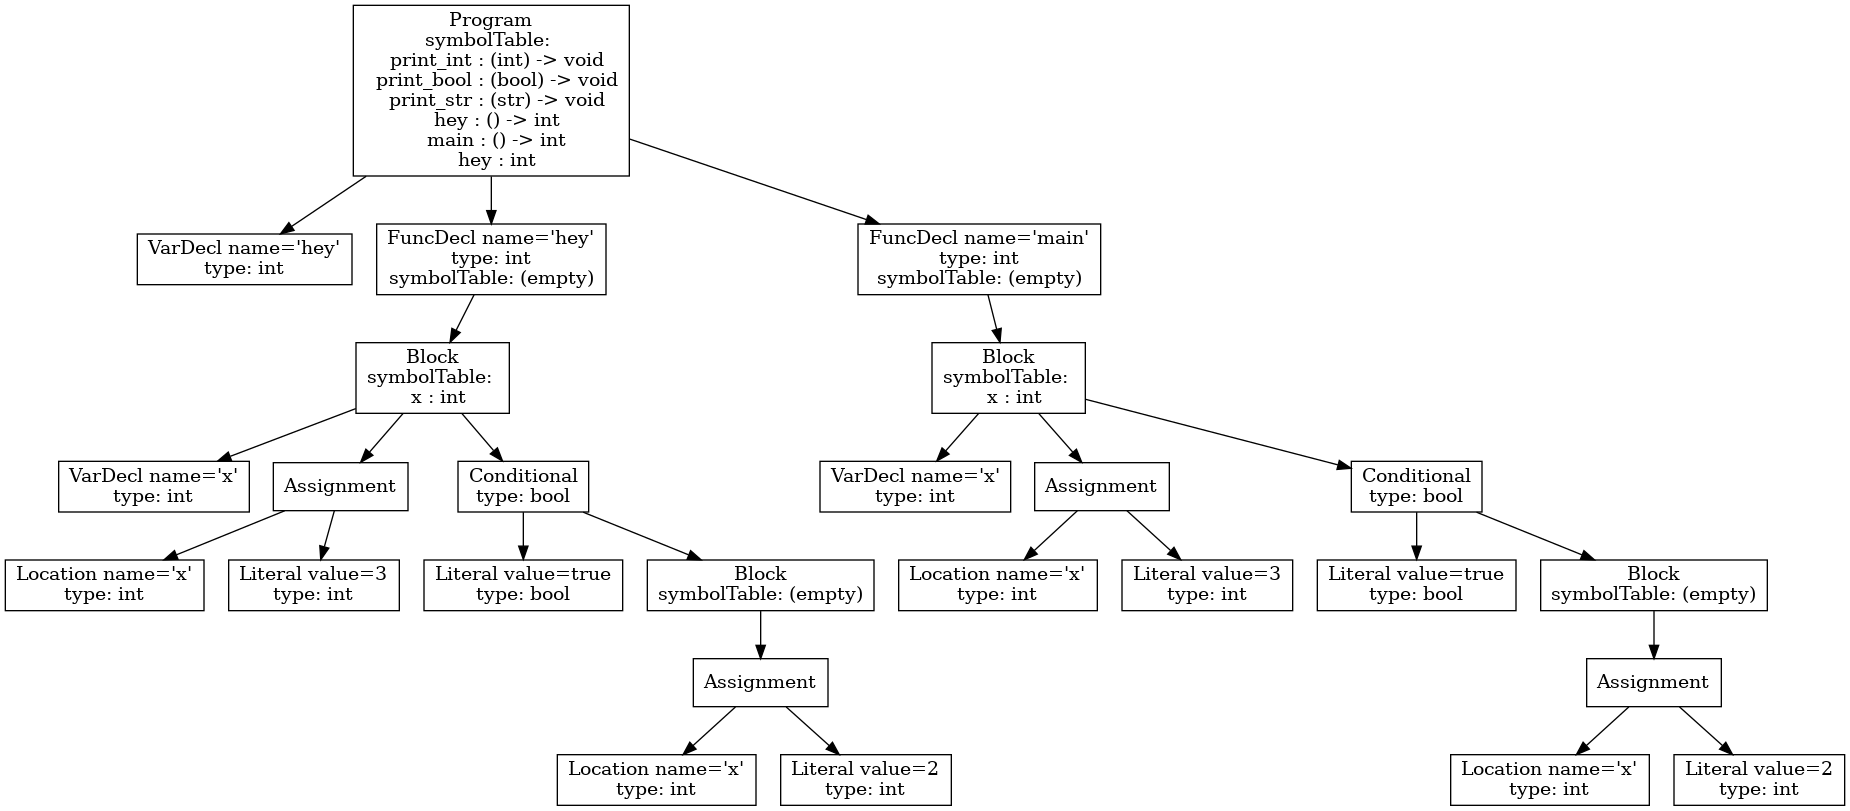 Program
symbolTable:
print_int : (int) -> void
print_bool : (bool) -> void
print_str : (str) -> void
hey : () -> int
main : () -> int
hey : int
VarDecl name='hey'
type: int
FuncDecl name='hey'
type: int
symbolTable: (empty)
FuncDecl name='main'
type: int
symbolTable: (empty)
Block
symbolTable:
x : int
Block
symbolTable:
x : int
VarDecl name='x'
type: int
Assignment
Conditional
type: bool
VarDecl name='x'
type: int
Assignment
Conditional
type: bool
Location name='x'
type: int
Literal value=3
type: int
Literal value=true
type: bool
Block
symbolTable: (empty)
Location name='x'
type: int
Literal value=3
type: int
Literal value=true
type: bool
Block
symbolTable: (empty)
Assignment
Assignment
Location name='x'
type: int
Literal value=2
type: int
Location name='x'
type: int
Literal value=2
type: int